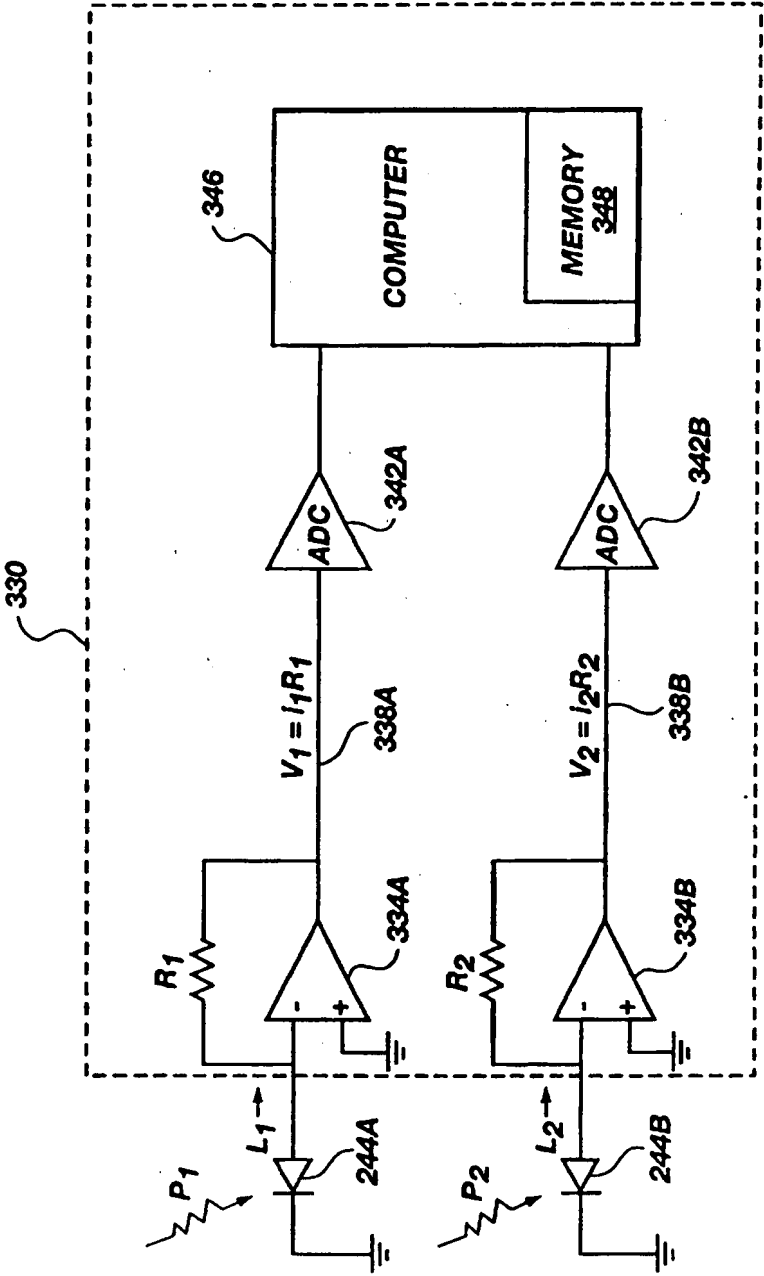 330
P1
L1→
R1
-
+
244A
334A
V1 = i1R1
338A
ADC
342A
346
COMPUTER
MEMORY
348
P2
L2→
R2
-
+
244B
334B
V2 = i2R2
338B
ADC
342B